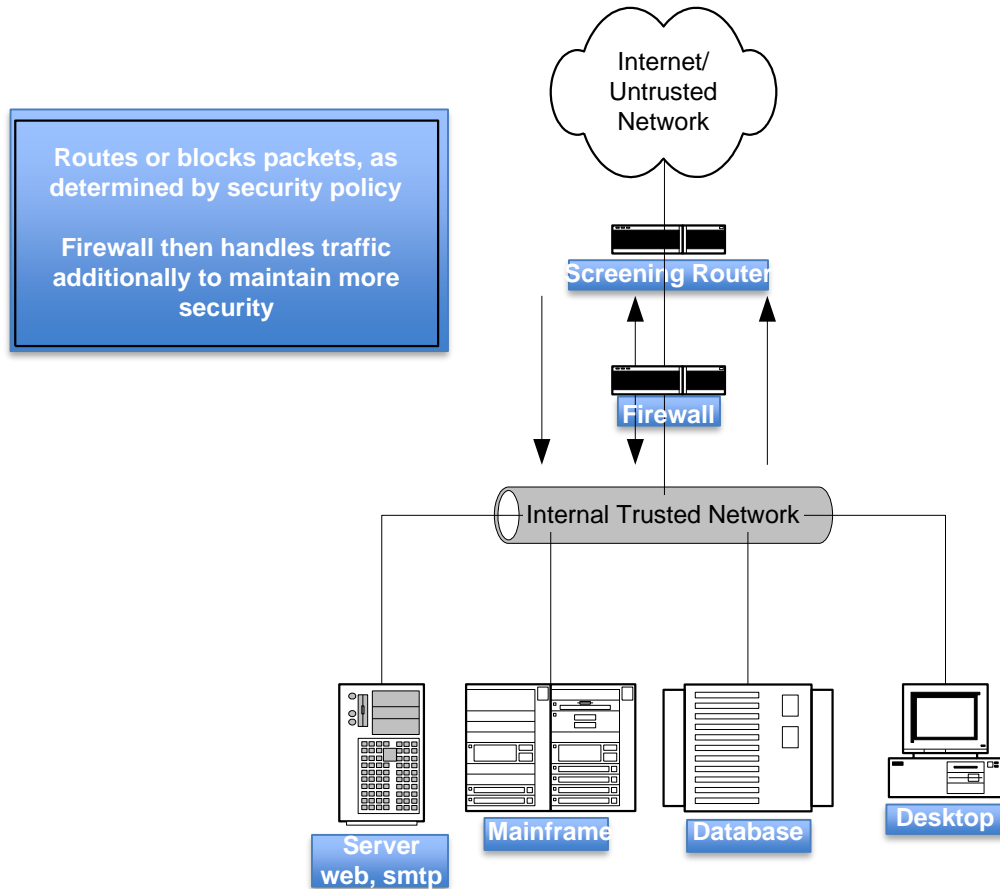 Internet/
Untrusted
Network
Routes or blocks packets, as
determined by security policy
Firewall then handles traffic
additionally to maintain more
security
Screening Router
Firewall
Internal Trusted Network
Server
web, smtp
Mainframe
Database
Desktop